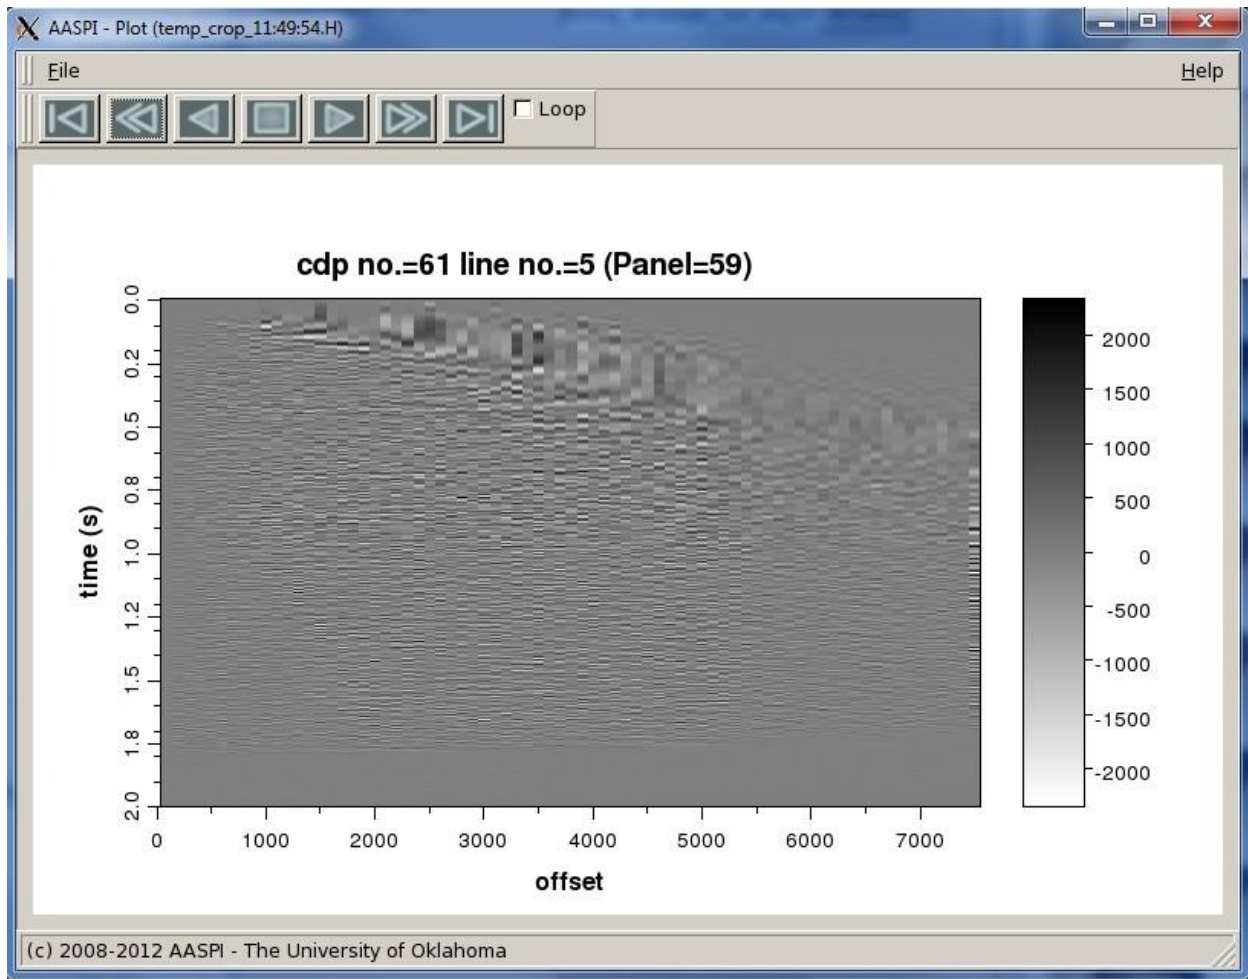 AASPI - Plot (temp_crop_11:49:54.H)
File
Help
Loop
cdp no.=61 line no.=5 (Panel=59)
time (s)
0.0
0.2
0.5
0.8
1.0
1.2
1.5
1.8
2.0
0 1000 2000 3000 4000 5000 6000 7000
offset
2000
1500
1000
500
0
-500
-1000
-1500
-2000
(c) 2008-2012 AASPI - The University of Oklahoma